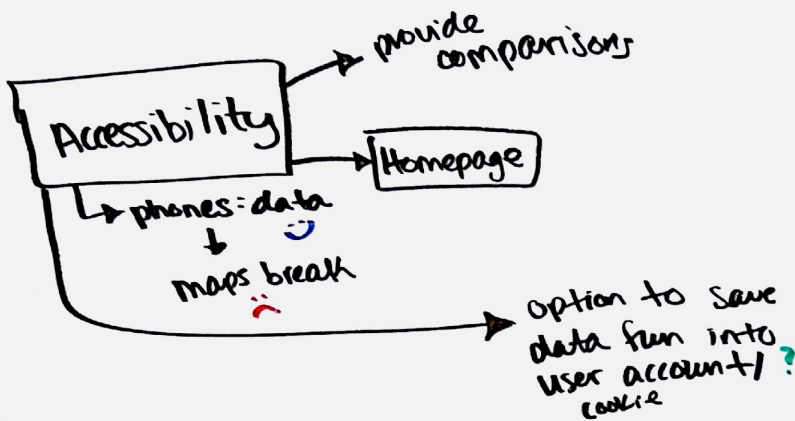 provide
comparisons
Accessibility
Homepage
phones = data
maps break
option to save
data fun into
user account/ ?
cookie